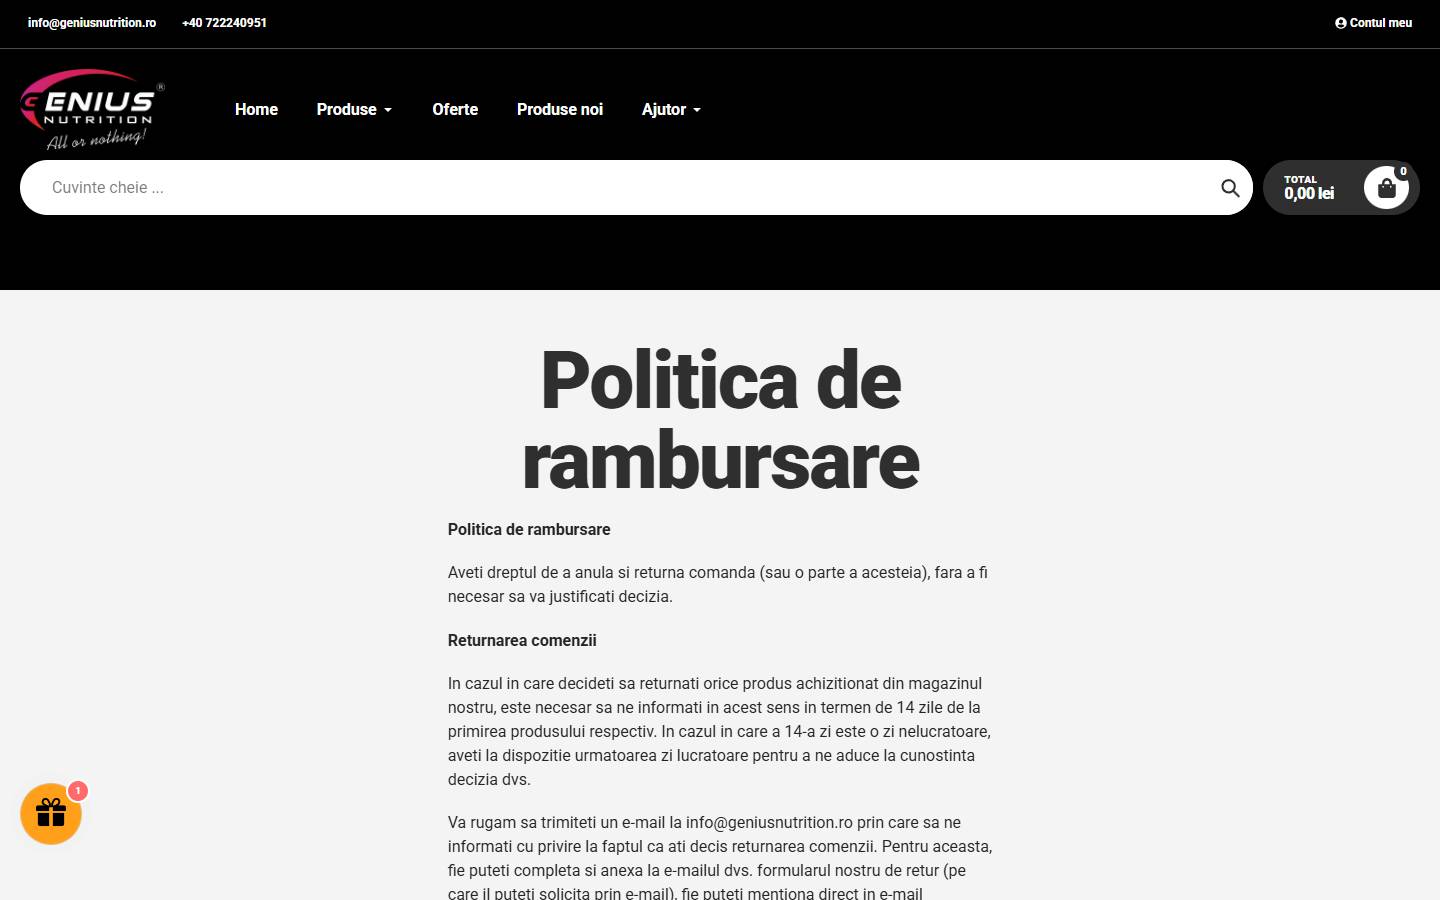 info@geniusnutrition.ro +40 722240951 Contul meu
GENIUS ®
NUTRITION
All or nothing!
Home Produse Oferte Produse noi Ajutor
Cuvinte cheie ...
TOTAL
0,00 lei
0
Politica de
rambursare
Politica de rambursare
Aveti dreptul de a anula si returna comanda (sau o parte a acesteia), fara a fi
necesar sa va justificati decizia.
Returnarea comenzii
In cazul in care decideti sa returnati orice produs achizitionat din magazinul
nostru, este necesar sa ne informati in acest sens in termen de 14 zile de la
primirea produsului respectiv. In cazul in care a 14-a zi este o zi nelucratoare,
aveti la dispozitie urmatoarea zi lucratoare pentru a ne aduce la cunostinta
decizia dvs.
Va rugam sa trimiteti un e-mail la info@geniusnutrition.ro prin care sa ne
informati cu privire la faptul ca ati decis returnarea comenzii. Pentru aceasta,
fie puteti completa si anexa la e-mailul dvs. formularul nostru de retur (pe
care il puteti solicita prin e-mail), fie puteti mentiona direct in e-mail
1